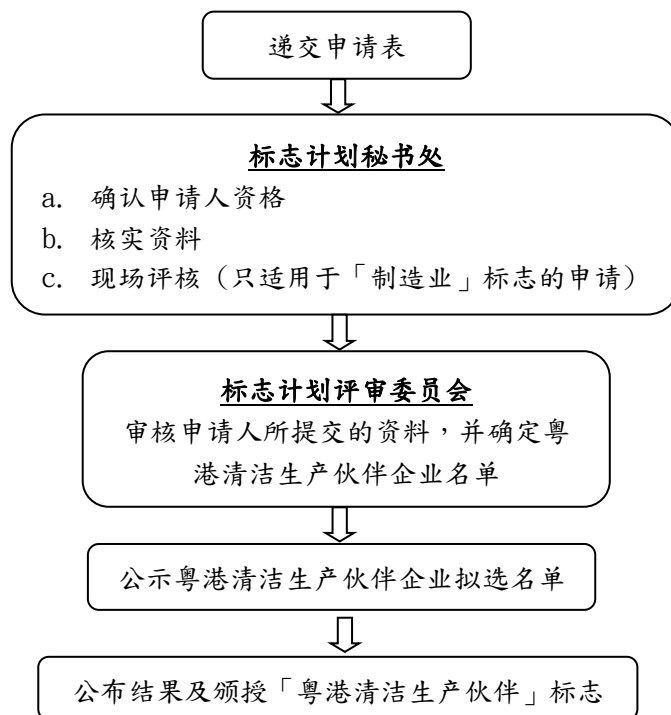 递交申请表
标志计划秘书处
a. 确认申请人资格
b. 核实资料
c. 现场评核（只适用于「制造业」标志的申请）
标志计划评审委员会
审核申请人所提交的资料，并确定粤
港清洁生产伙伴企业名单
公示粤港清洁生产伙伴企业拟选名单
公布结果及颁授「粤港清洁生产伙伴」标志